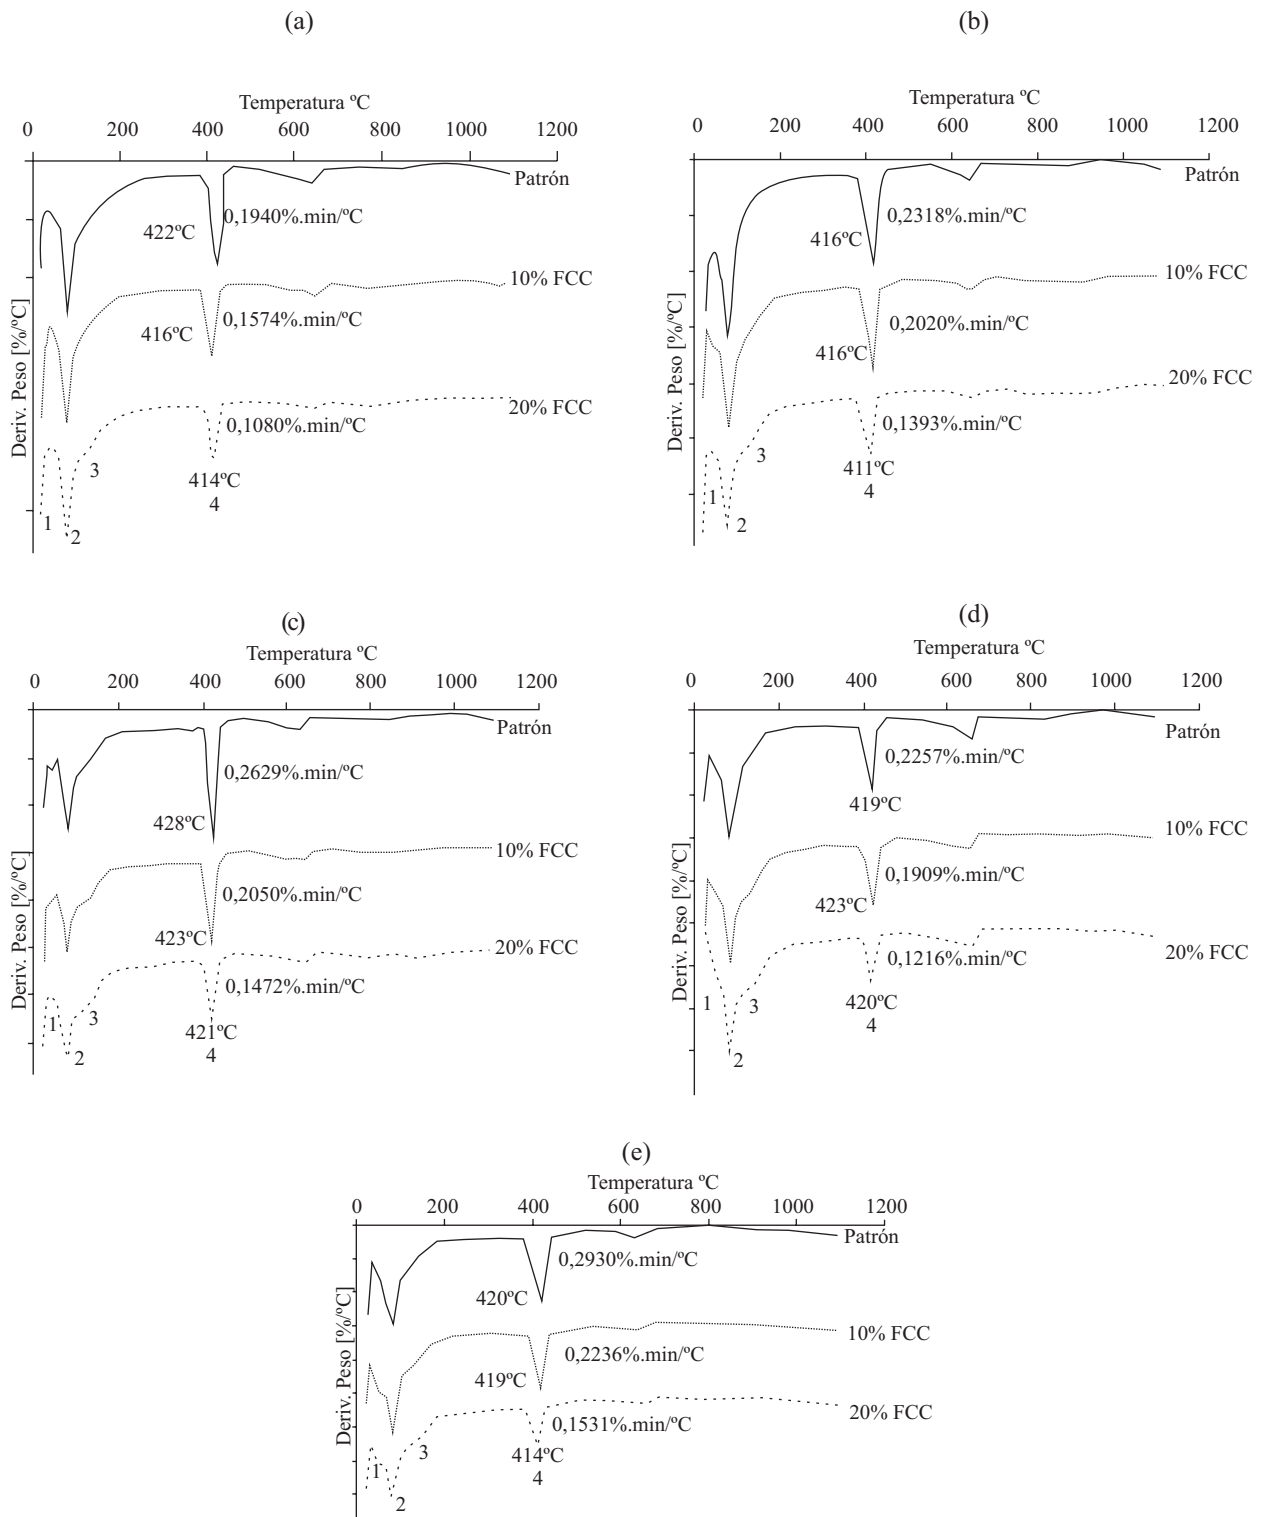 (a)
Temperatura ºC
0 200 400 600 800 1000 1200
Deriv. Peso [%/ºC]
Patrón
0,1940%.min/ºC
422ºC
10% FCC
0,1574%.min/ºC
416ºC
20% FCC
0,1080%.min/ºC
3
414ºC
4
1
2
(b)
Temperatura ºC
0 200 400 600 800 1000 1200
Deriv. Peso [%/ºC]
Patrón
0,2318%.min/ºC
416ºC
10% FCC
0,2020%.min/ºC
416ºC
20% FCC
0,1393%.min/ºC
3
411ºC
1
4
2
(c)
Temperatura ºC
0 200 400 600 800 1000 1200
Deriv. Peso [%/ºC]
Patrón
0,2629%.min/ºC
428ºC
10% FCC
0,2050%.min/ºC
423ºC
20% FCC
0,1472%.min/ºC
1
3
421ºC
2
4
(d)
Temperatura ºC
0 200 400 600 800 1000 1200
Deriv. Peso [%/ºC]
Patrón
0,2257%.min/ºC
419ºC
10% FCC
0,1909%.min/ºC
423ºC
20% FCC
0,1216%.min/ºC
1
3
420ºC
4
2
(e)
Temperatura ºC
0 200 400 600 800 1000 1200
Deriv. Peso [%/ºC]
Patrón
0,2930%.min/ºC
420ºC
10% FCC
0,2236%.min/ºC
419ºC
20% FCC
0,1531%.min/ºC
3
414ºC
1
4
2